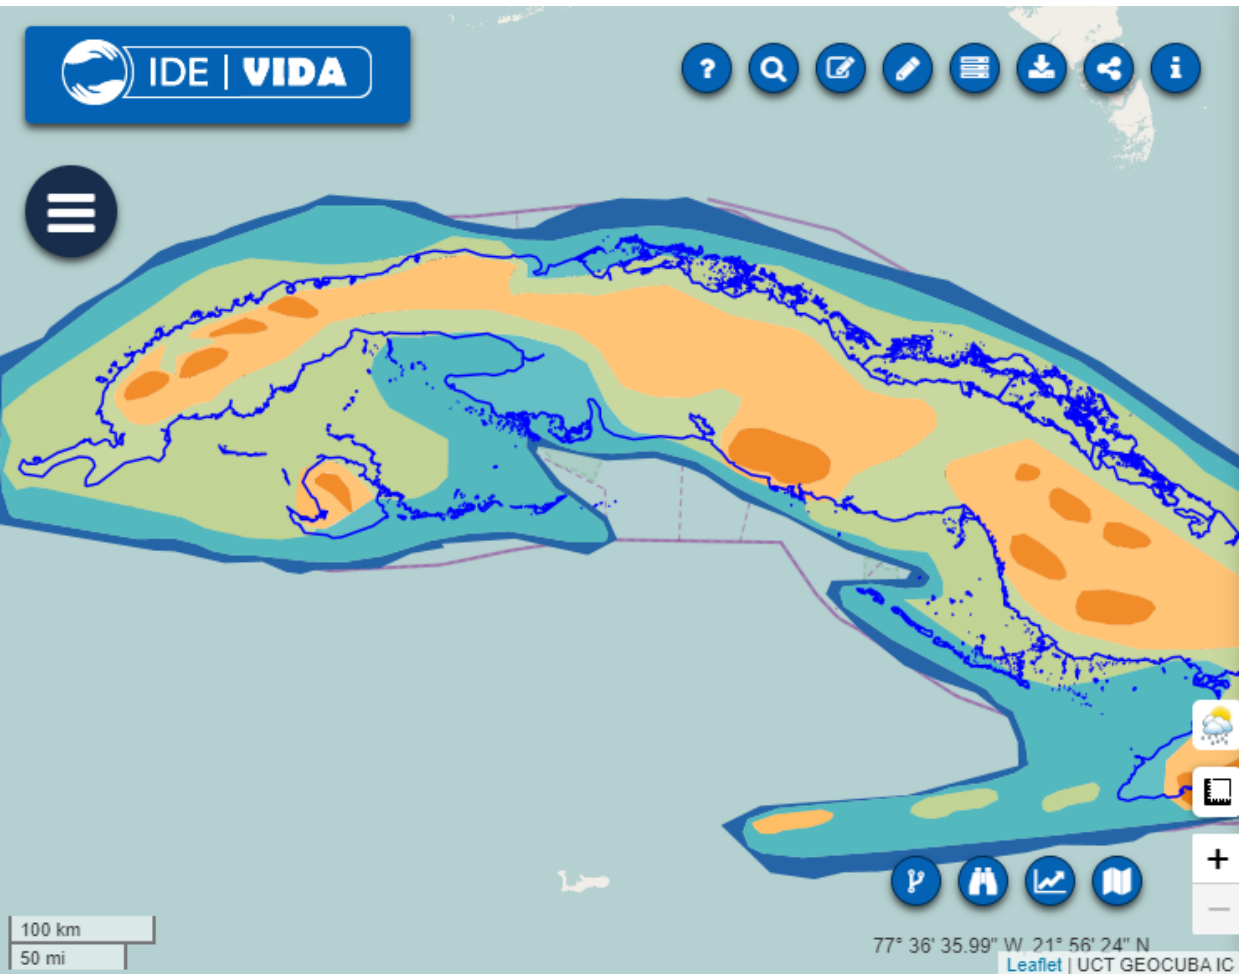 IDE | VIDA
?
i
+
−
100 km
50 mi
77° 36' 35.99" W, 21° 56' 24" N
Leaflet | UCT GEOCUBA IC